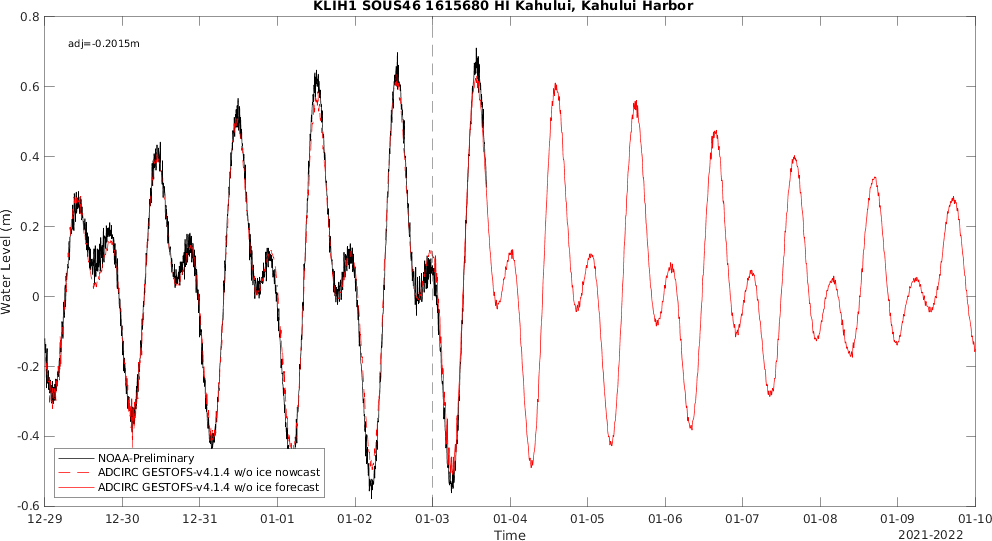 KLIH1 SOUS46 1615680 HI Kahului, Kahului Harbor
adj=-0.2015m
0.8
0.6
0.4
0.2
0
-0.2
-0.4
-0.6
Water Level (m)
NOAA-Preliminary
ADCIRC GESTOFS-v4.1.4 w/o ice nowcast
ADCIRC GESTOFS-v4.1.4 w/o ice forecast
12-29 12-30 12-31 01-01 01-02 01-03 01-04 01-05 01-06 01-07 01-08 01-09 01-10
Time
2021-2022